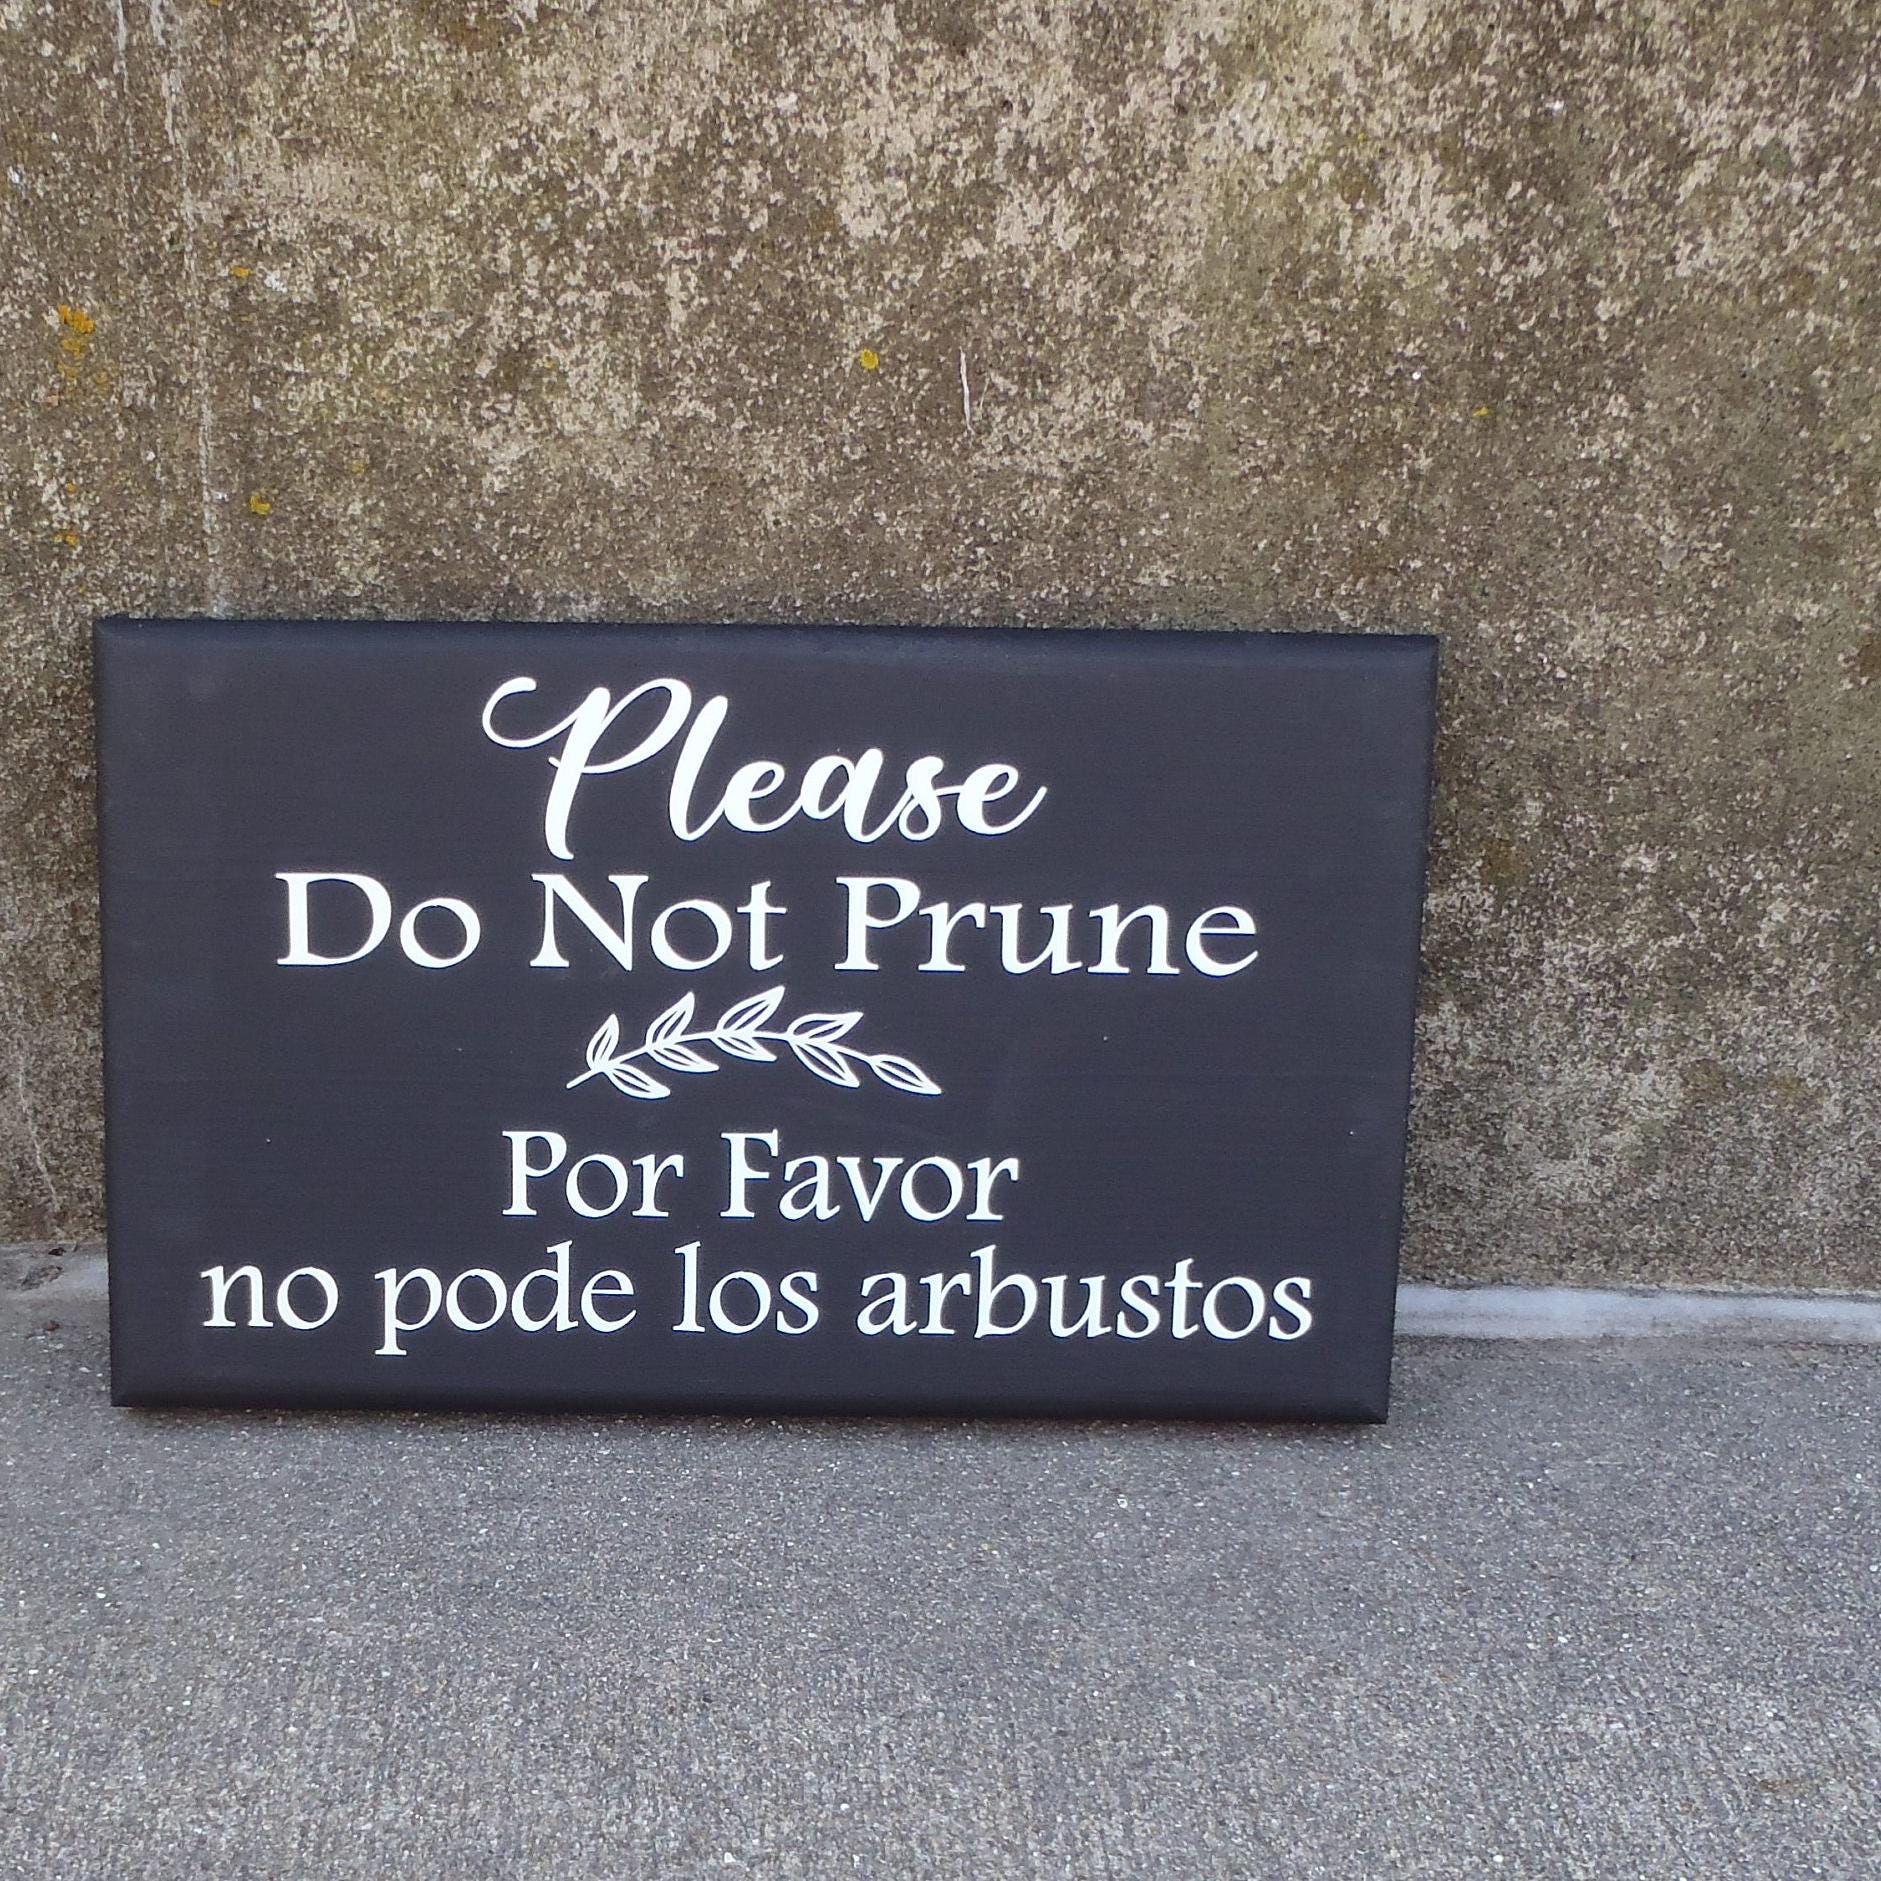 Please
Do Not Prune
Por Favor
no pode los arbustos